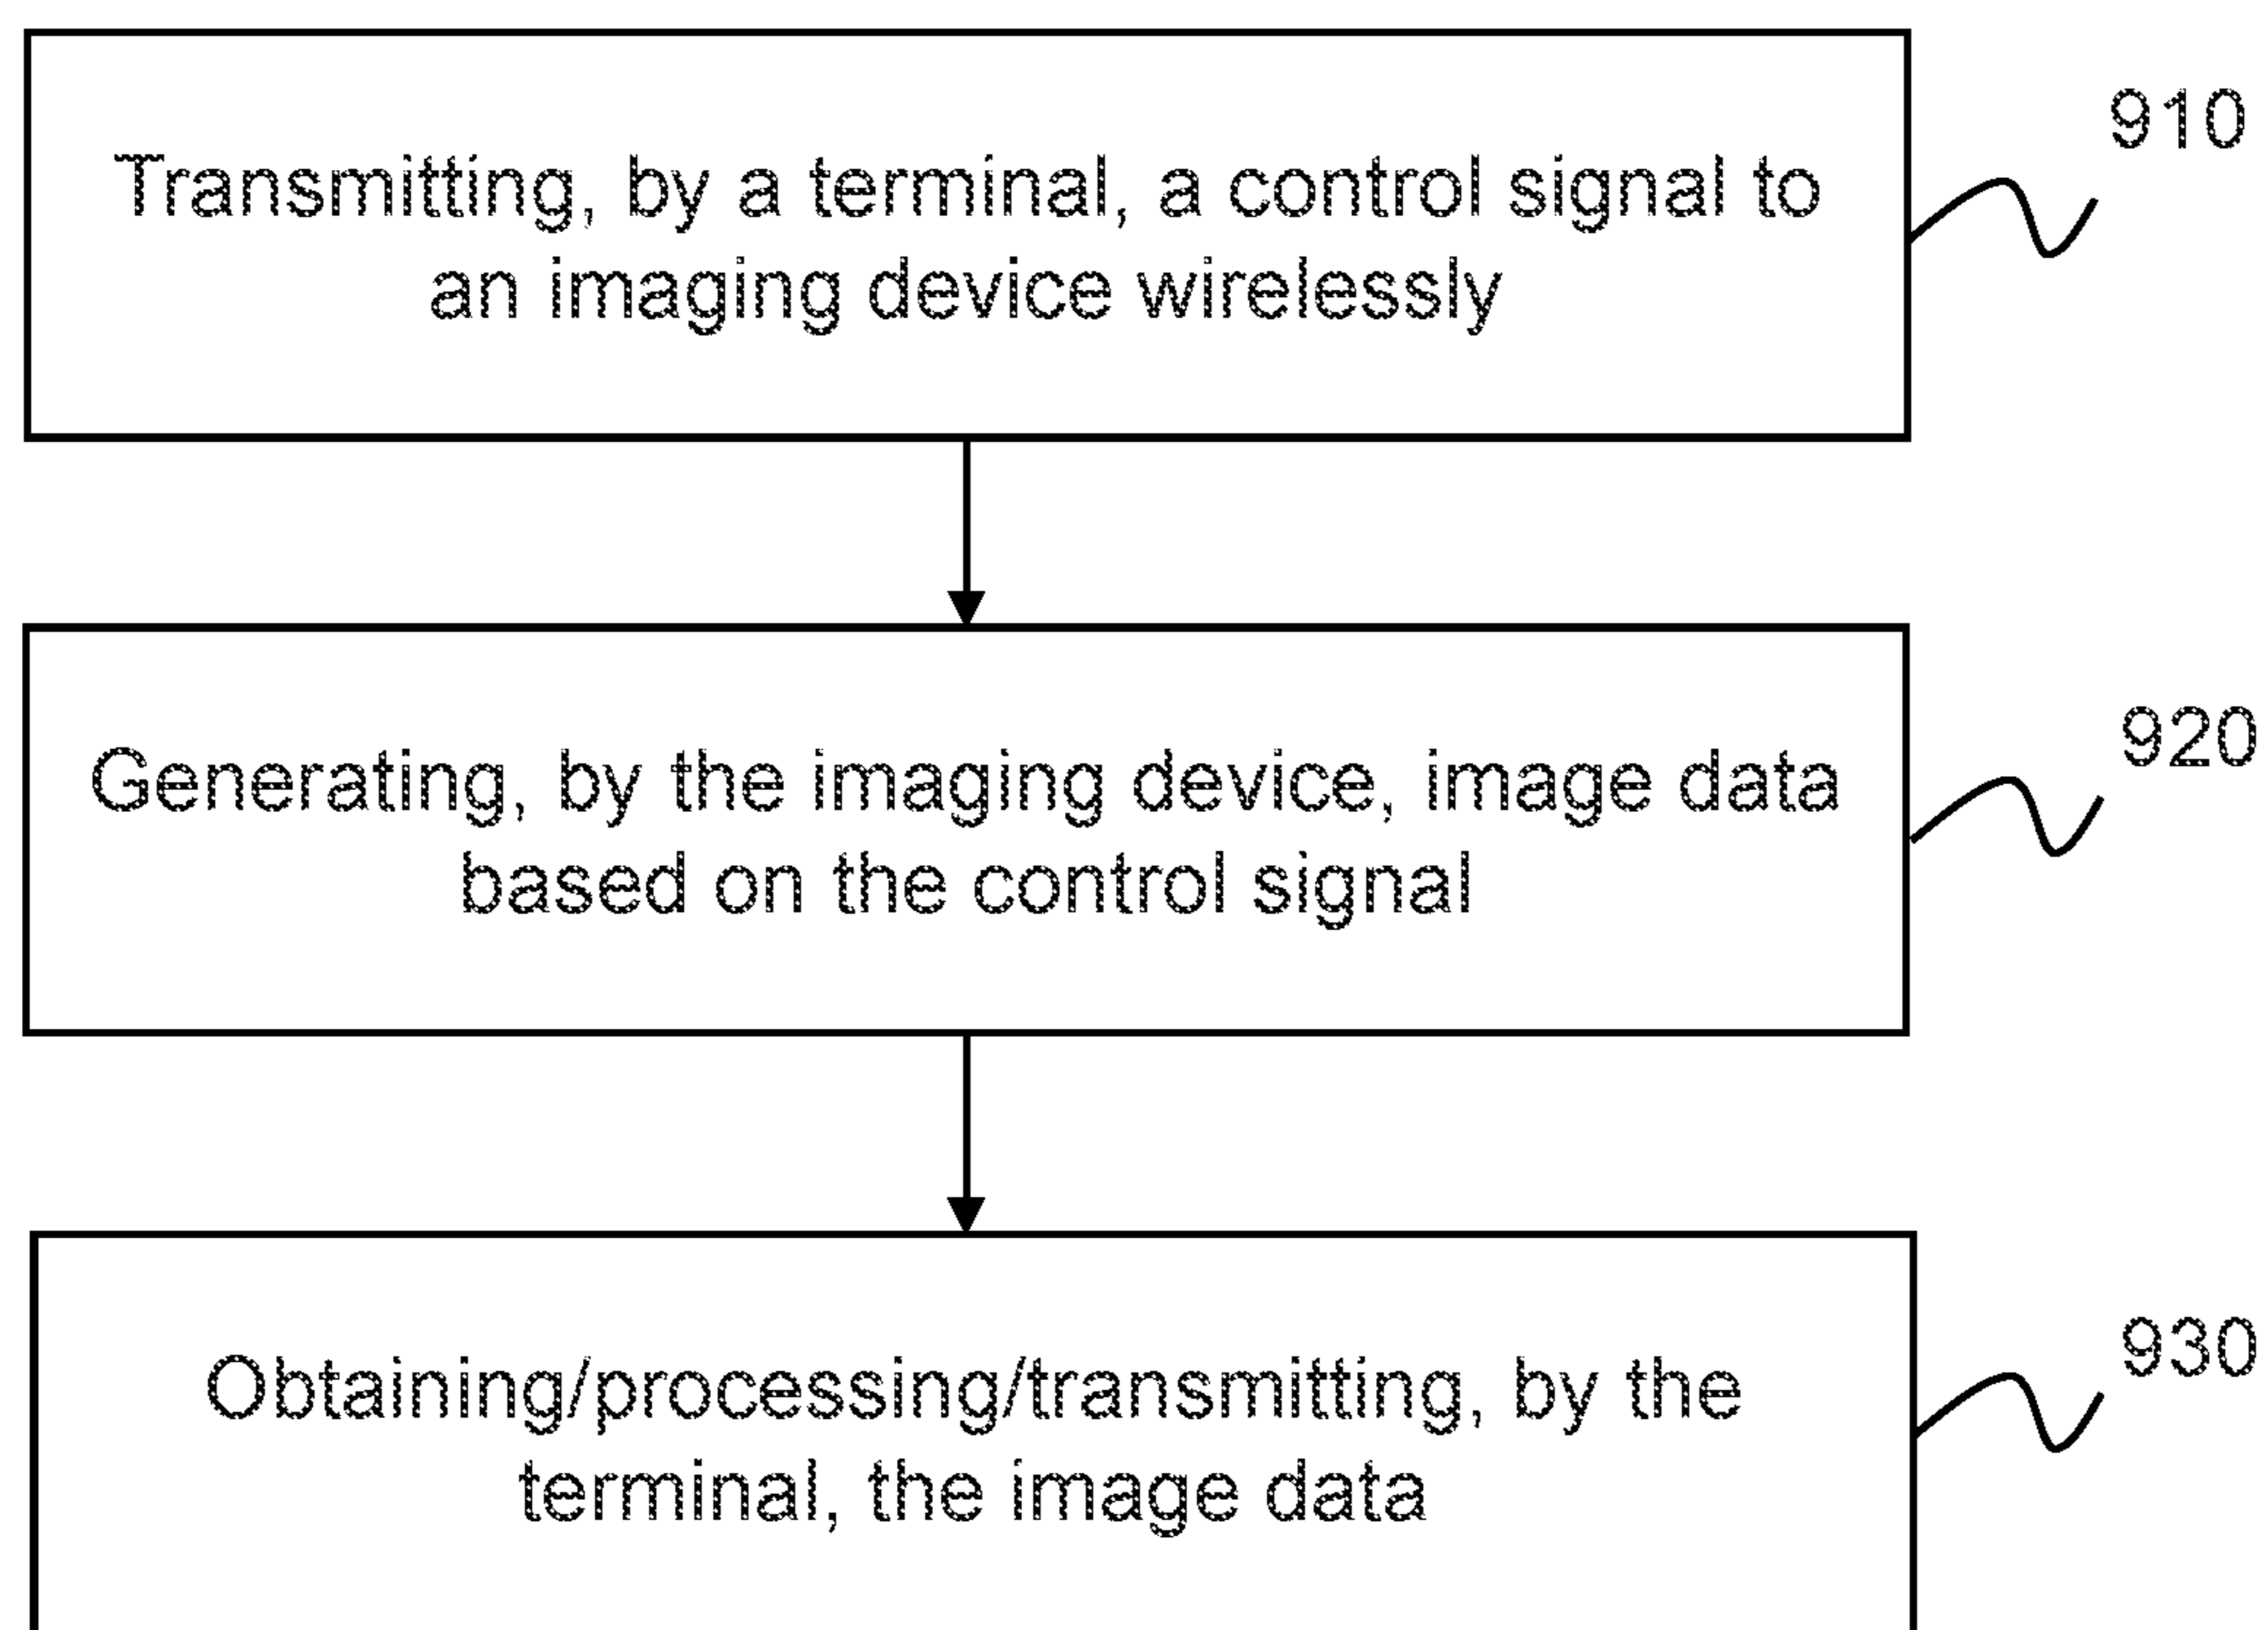 910
Transmitting, by a terminal, a control signal to
an imaging device wirelessly
920
Generating, by the imaging device, image data
based on the control signal
930
Obtaining/processing/transmitting, by the
terminal, the image data